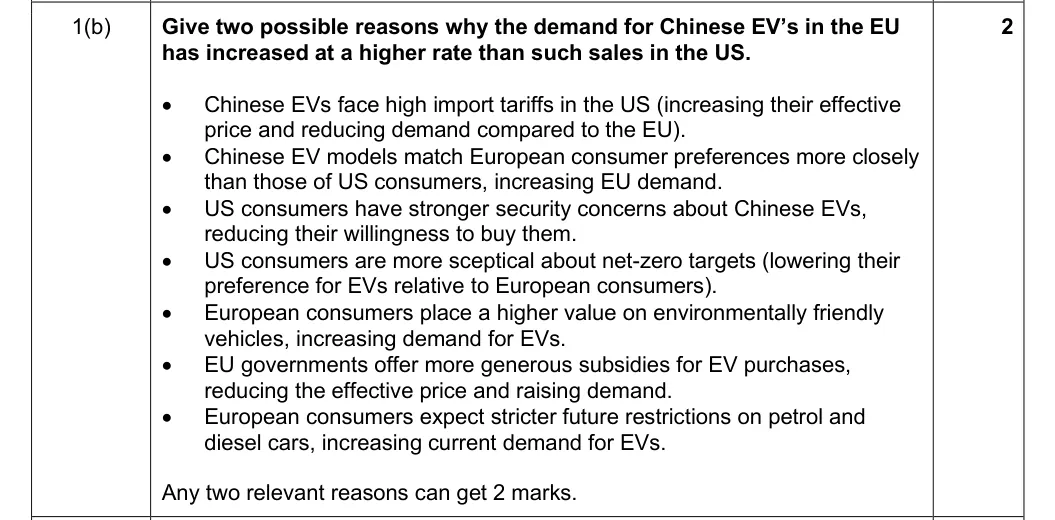 1(b)
Give two possible reasons why the demand for Chinese EV’s in the EU
has increased at a higher rate than such sales in the US.
2
• Chinese EVs face high import tariffs in the US (increasing their effective
price and reducing demand compared to the EU).
• Chinese EV models match European consumer preferences more closely
than those of US consumers, increasing EU demand.
• US consumers have stronger security concerns about Chinese EVs,
reducing their willingness to buy them.
• US consumers are more sceptical about net-zero targets (lowering their
preference for EVs relative to European consumers).
• European consumers place a higher value on environmentally friendly
vehicles, increasing demand for EVs.
• EU governments offer more generous subsidies for EV purchases,
reducing the effective price and raising demand.
• European consumers expect stricter future restrictions on petrol and
diesel cars, increasing current demand for EVs.
Any two relevant reasons can get 2 marks.